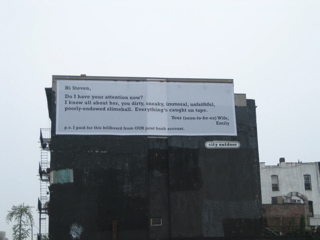 Hi Steven,
Do I have your attention now?
I know all about her, you dirty, sneaky, immoral, unfaithful,
poorly-endowed slimeball. Everything's caught on tape.
Your (soon-to-be-ex) Wife,
Emily
p.s. I paid for this billboard from OUR joint bank account.
city outdoor